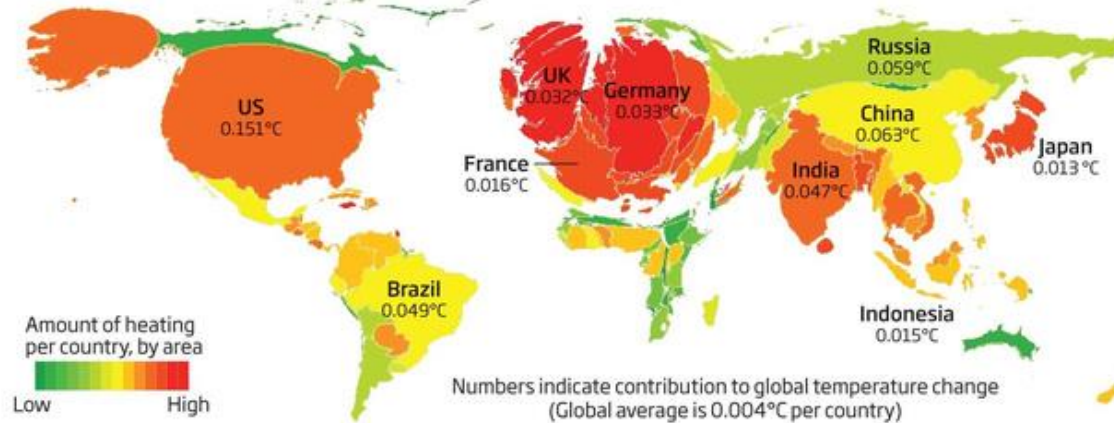 US
0.151°C
UK
0.032°C
Germany
0.033°C
Russia
0.059°C
China
0.063°C
Japan
0.013°C
France
0.016°C
India
0.047°C
Brazil
0.049°C
Indonesia
0.015°C
Amount of heating
per country, by area
Low High
Numbers indicate contribution to global temperature change
(Global average is 0.004°C per country)